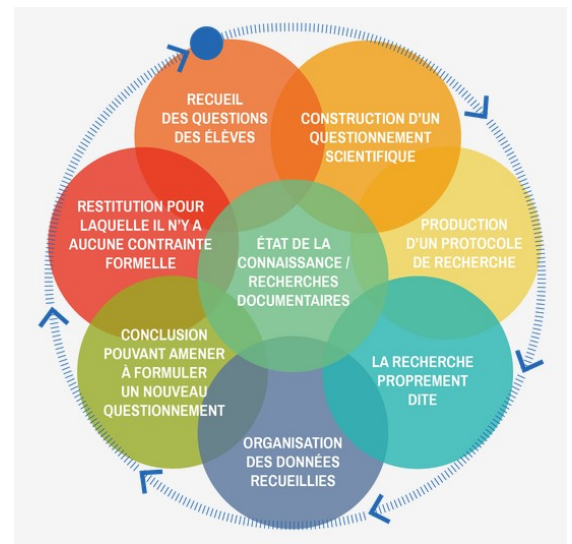 RECUEIL
DES QUESTIONS
DES ÉLÈVES
CONSTRUCTION D'UN
QUESTIONNEMENT
SCIENTIFIQUE
PRODUCTION
D'UN PROTOCOLE
DE RECHERCHE
LA RECHERCHE
PROPREMENT
DITE
ORGANISATION
DES DONNÉES
RECUEILLIES
CONCLUSION
POUVANT AMENER
À FORMULER
UN NOUVEAU
QUESTIONNEMENT
RESTITUTION POUR
LAQUELLE IL N'Y A
AUCUNE CONTRAINTE
FORMELLE
ÉTAT DE LA
CONNAISSANCE /
RECHERCHES
DOCUMENTAIRES